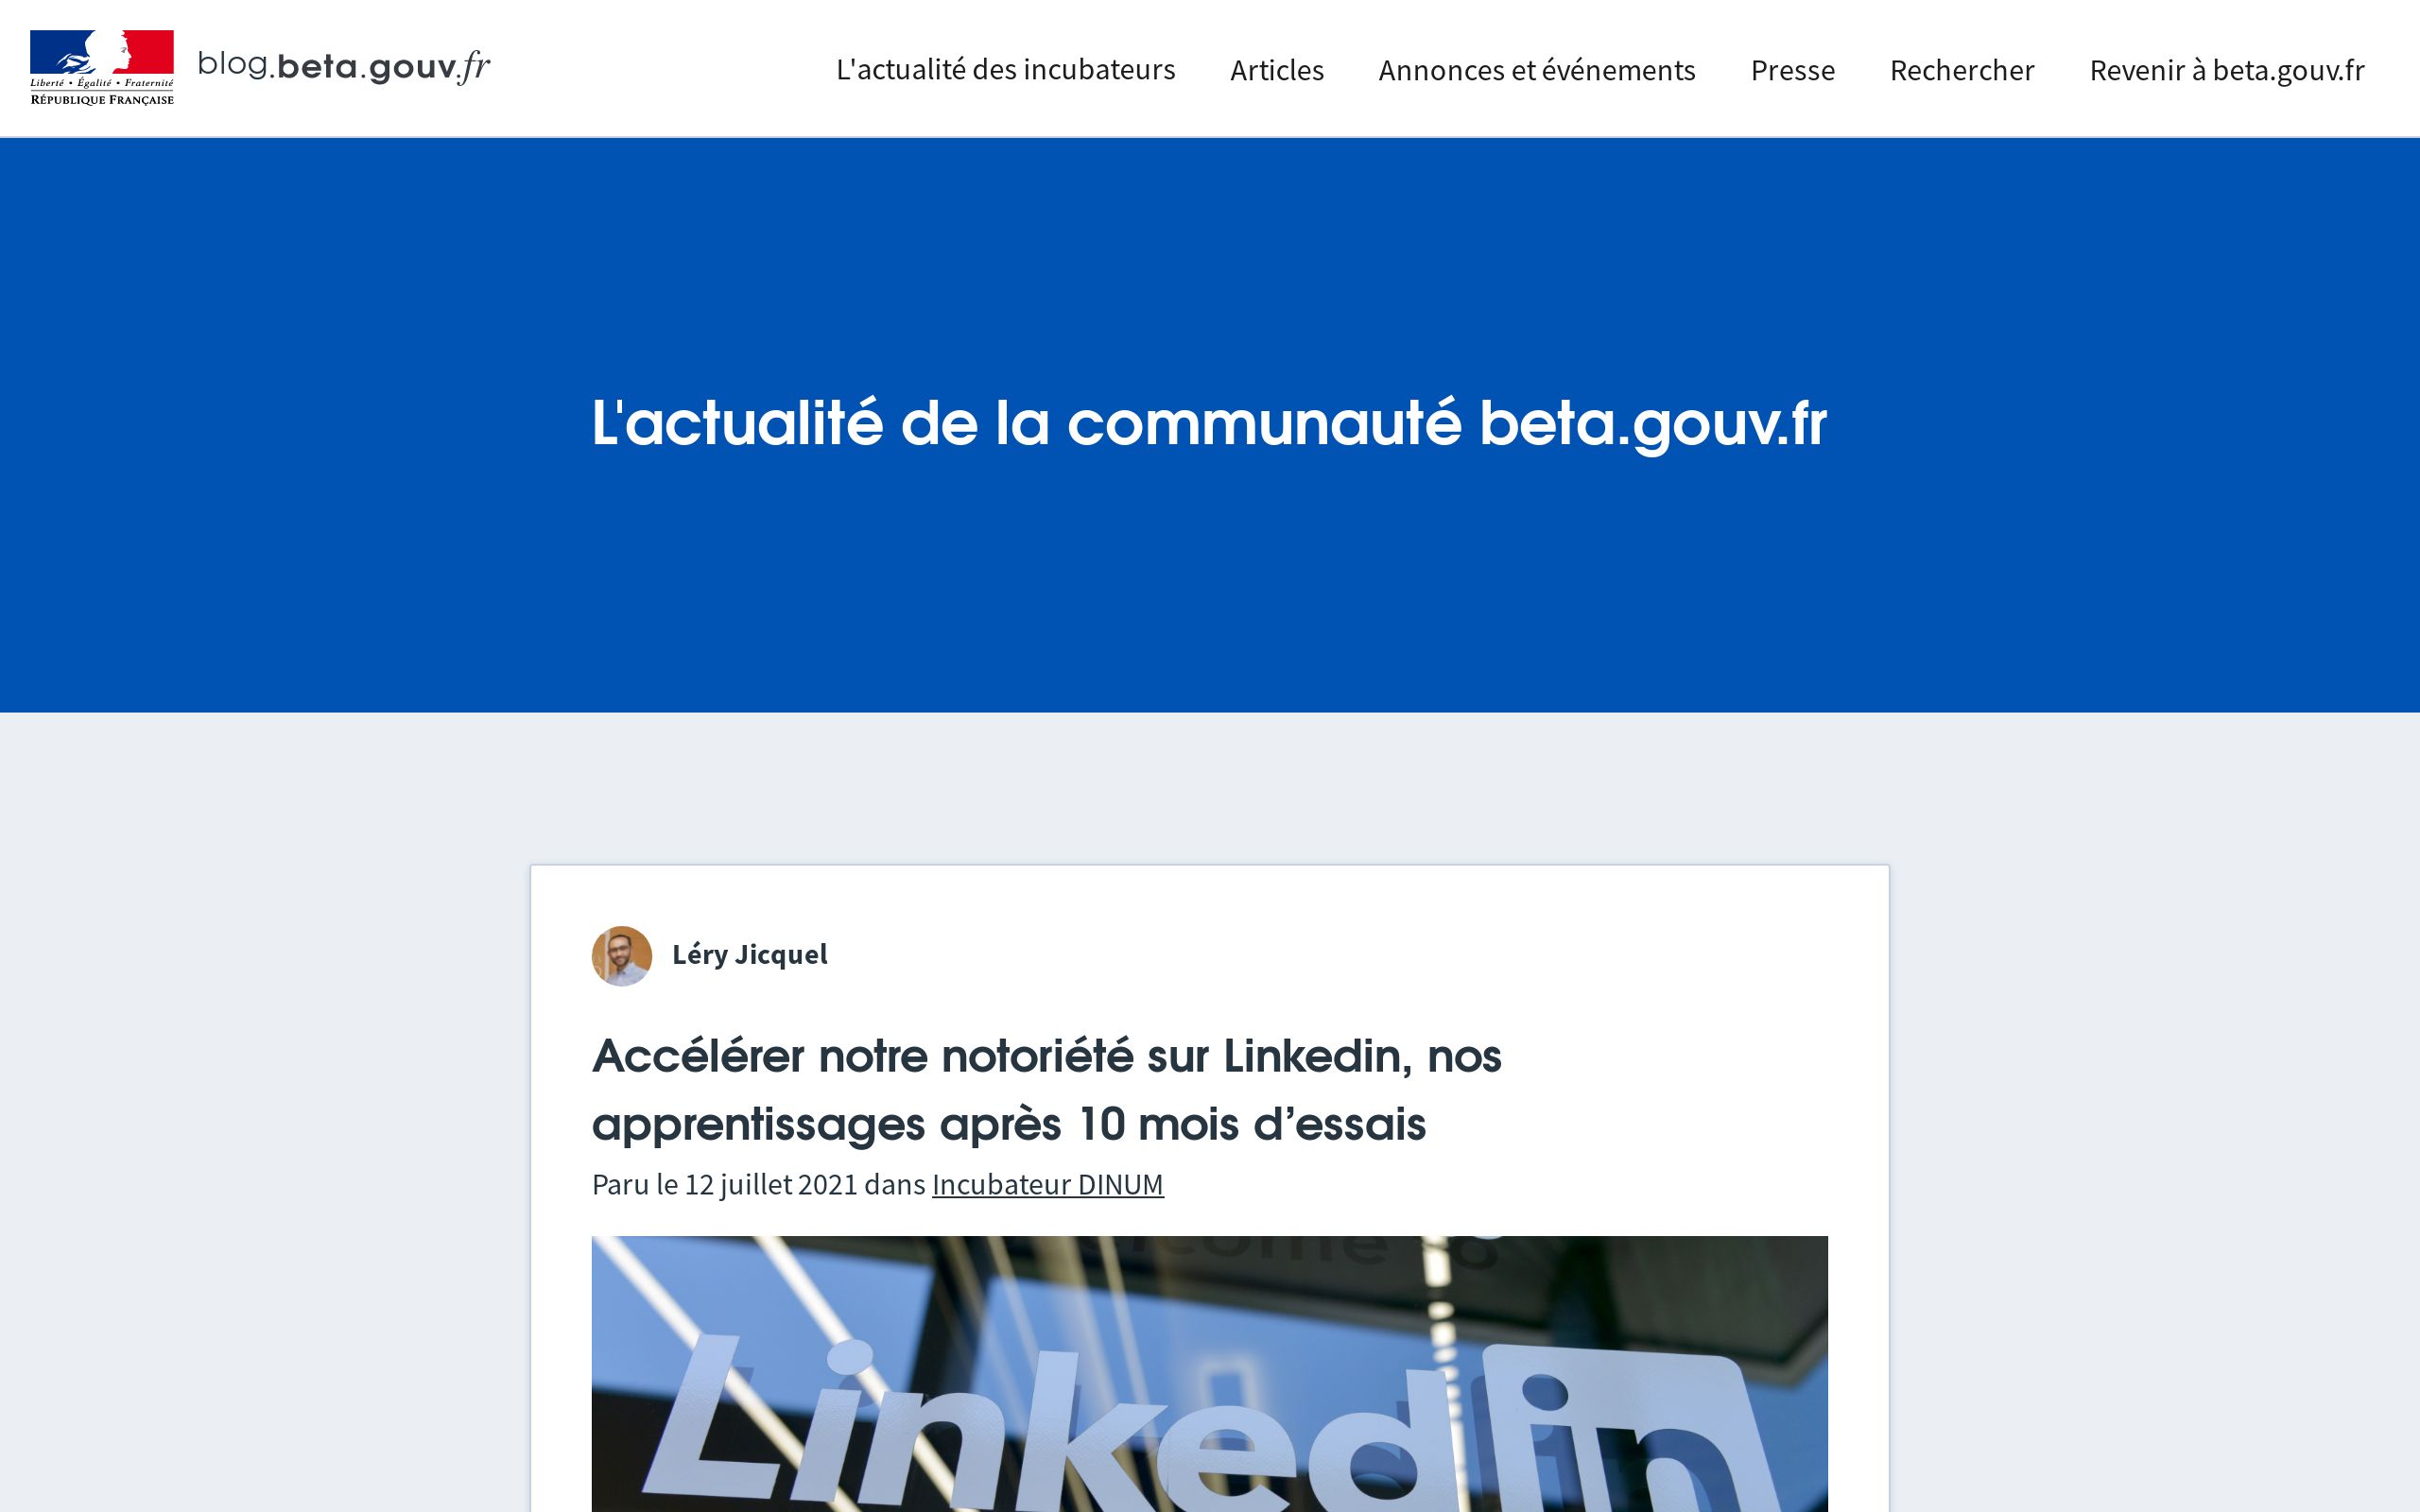 Liberté • Égalité • Fraternité
RÉPUBLIQUE FRANÇAISE
blog.beta.gouv.fr
L'actualité des incubateurs
Articles
Annonces et événements
Presse
Rechercher
Revenir à beta.gouv.fr
L'actualité de la communauté beta.gouv.fr
Léry Jicquel
Accélérer notre notoriété sur Linkedin, nos
apprentissages après 10 mois d’essais
Paru le 12 juillet 2021 dans Incubateur DINUM
Linkedin